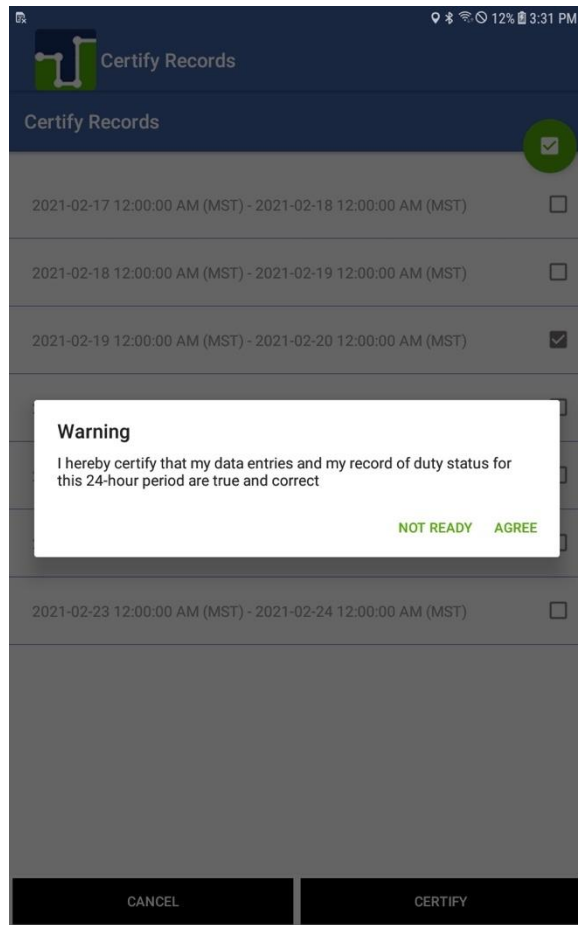 12% 3:31 PM
Certify Records
Certify Records
2021-02-17 12:00:00 AM (MST) - 2021-02-18 12:00:00 AM (MST)
2021-02-18 12:00:00 AM (MST) - 2021-02-19 12:00:00 AM (MST)
2021-02-19 12:00:00 AM (MST) - 2021-02-20 12:00:00 AM (MST)
Warning
I hereby certify that my data entries and my record of duty status for
this 24-hour period are true and correct
NOT READY AGREE
2021-02-23 12:00:00 AM (MST) - 2021-02-24 12:00:00 AM (MST)
CANCEL CERTIFY